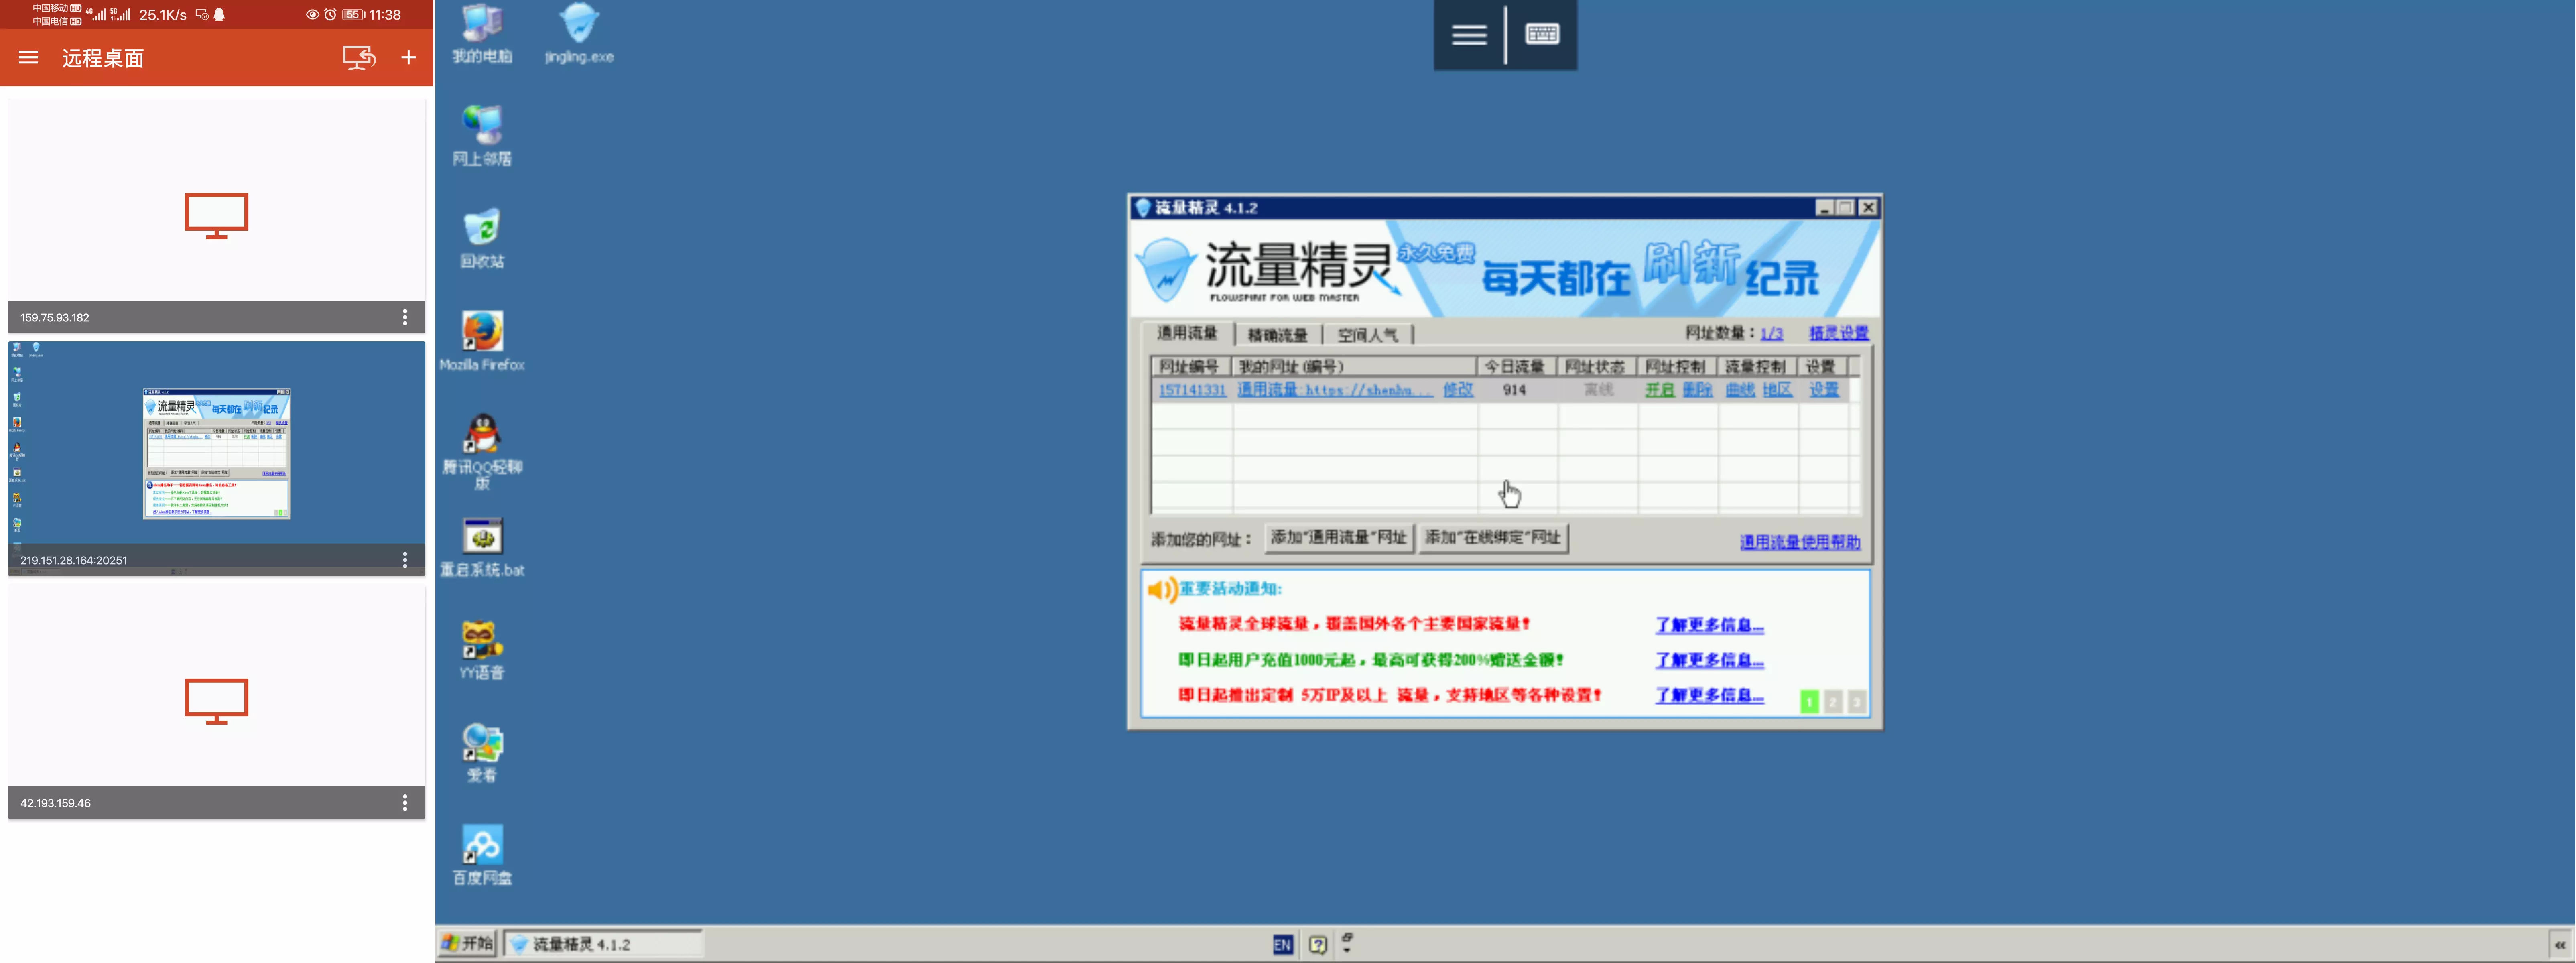 中国移动 HD 4G 5G 25.1K/s 55 11:38
中国电信 HD
远程桌面
159.75.93.182
219.151.28.164:20251
42.193.159.46
我的电脑
jingling.exe
网上邻居
回收站
Mozilla Firefox
腾讯QQ轻聊
版
重启系统.bat
YY语音
爱看
百度网盘
流量精灵 4.1.2
流量精灵 永久免费 每天都在 刷新 纪录
FLOWSPIRIT FOR WEB MASTER
通用流量 精确流量 空间人气 网址数量：1/3 精灵设置
网址编号 我的网址(编号) 今日流量 网址状态 网址控制 流量控制 设置
157141331 通用流量:https://shenhu... 修改 914 离线 开启 删除 曲线 地区 设置
添加您的网址： 添加"通用流量"网址 添加"在线绑定"网址 通用流量使用帮助
重要活动通知:
流量精灵全球流量，覆盖国外各个主要国家流量! 了解更多信息...
即日起用户充值1000元起，最高可获得200%赠送金额! 了解更多信息...
即日起推出定制 5万IP及以上 流量，支持地区等各种设置! 了解更多信息...
1 2 3
开始 流量精灵 4.1.2 EN